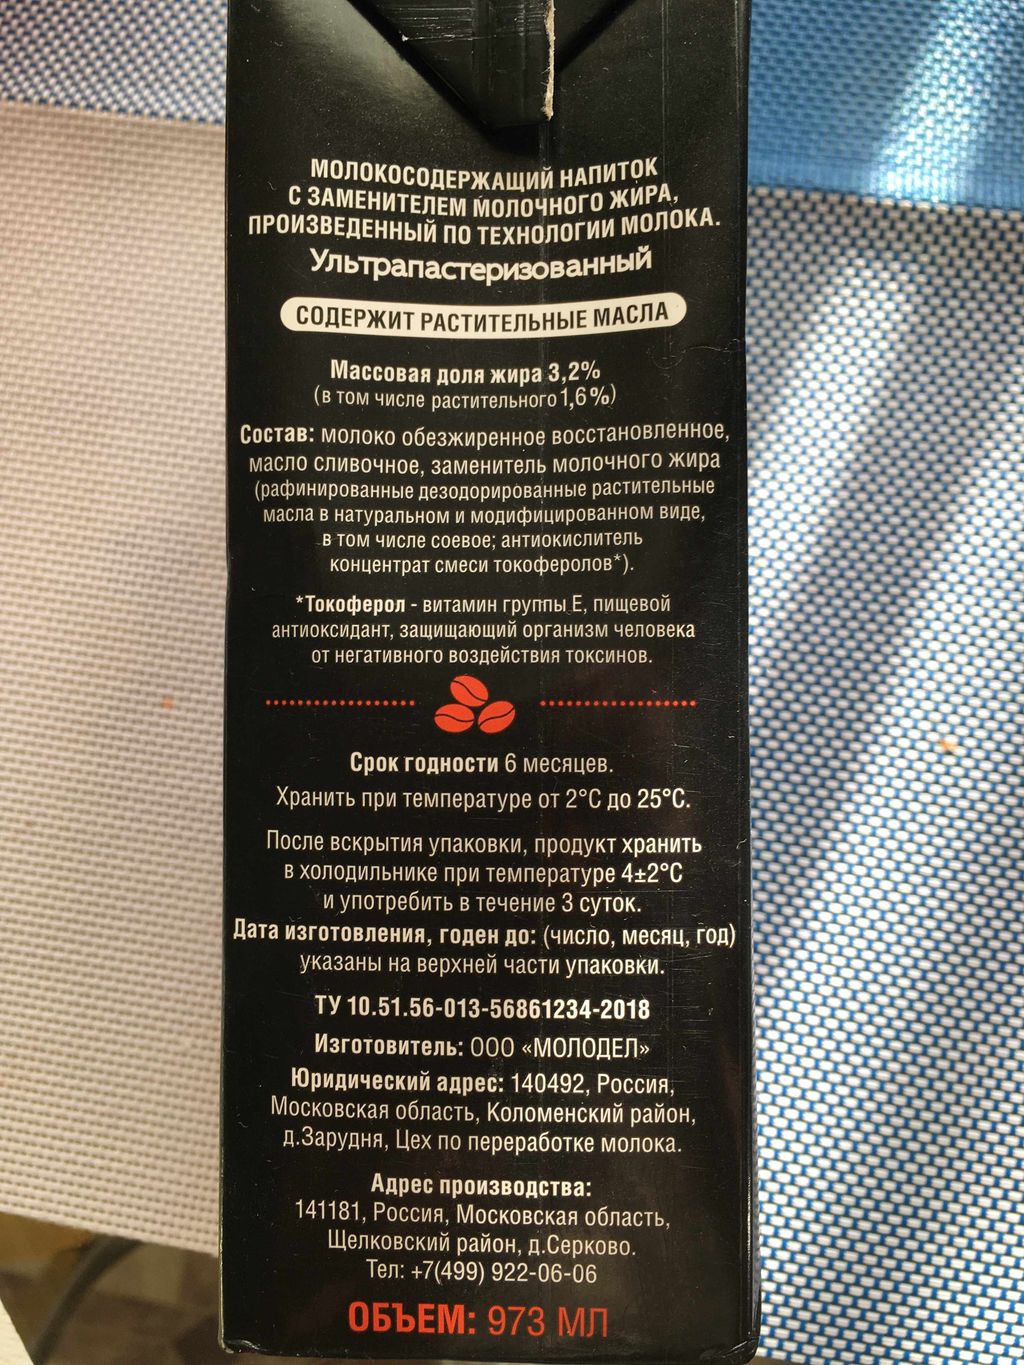 МОЛОКОСОДЕРЖАЩИЙ НАПИТОК
С ЗАМЕНИТЕЛЕМ МОЛОЧНОГО ЖИРА,
ПРОИЗВЕДЕННЫЙ ПО ТЕХНОЛОГИИ МОЛОКА.
Ультрапастеризованный
СОДЕРЖИТ РАСТИТЕЛЬНЫЕ МАСЛА
Массовая доля жира 3,2%
(в том числе растительного 1,6%)
Состав: молоко обезжиренное восстановленное,
масло сливочное, заменитель молочного жира
(рафинированные дезодорированные растительные
масла в натуральном и модифицированном виде,
в том числе соевое; антиокислитель
концентрат смеси токоферолов*).
*Токоферол - витамин группы Е, пищевой
антиоксидант, защищающий организм человека
от негативного воздействия токсинов.
Срок годности 6 месяцев.
Хранить при температуре от 2°С до 25°С.
После вскрытия упаковки, продукт хранить
в холодильнике при температуре 4±2°С
и употребить в течение 3 суток.
Дата изготовления, годен до: (число, месяц, год)
указаны на верхней части упаковки.
ТУ 10.51.56-013-56861234-2018
Изготовитель: ООО «МОЛОДЕЛ»
Юридический адрес: 140492, Россия,
Московская область, Коломенский район,
д.Зарудня, Цех по переработке молока.
Адрес производства:
141181, Россия, Московская область,
Щелковский район, д.Серково.
Тел: +7(499) 922-06-06
ОБЪЕМ: 973 МЛ